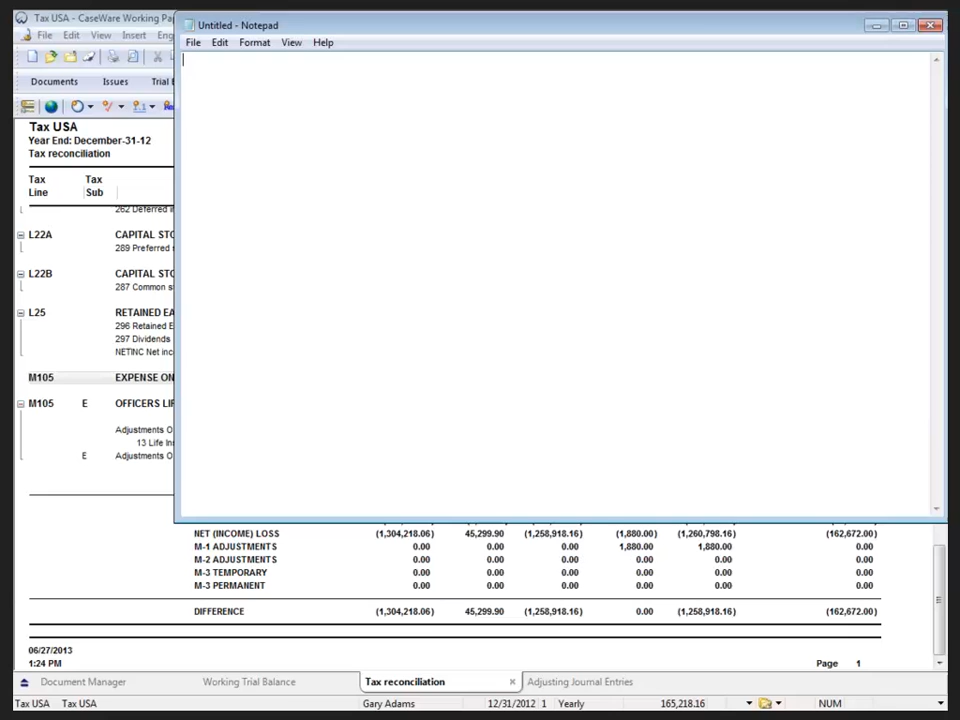 Tax USA - CaseWare Working Pa
File Edit View Insert Eng
Documents Issues Trial
Untitled - Notepad
File Edit Format View Help
Tax USA
Year End: December-31-12
Tax reconciliation
Tax Tax
Line Sub
262 Deferred
L22A CAPITAL STO
289 Preferred
L22B CAPITAL STO
287 Common s
L25 RETAINED EA
296 Retained E
297 Dividends
NETINC Net inc
M105 EXPENSE ON
M105 E OFFICERS LIF
Adjustments O
13 Life Ins
E Adjustments O
NET (INCOME) LOSS (1,304,218.06) 45,299.90 (1,258,918.16) (1,880.00) (1,260,798.16) (162,672.00)
M-1 ADJUSTMENTS 0.00 0.00 0.00 1,880.00 1,880.00 0.00
M-2 ADJUSTMENTS 0.00 0.00 0.00 0.00 0.00 0.00
M-3 TEMPORARY 0.00 0.00 0.00 0.00 0.00 0.00
M-3 PERMANENT 0.00 0.00 0.00 0.00 0.00 0.00
DIFFERENCE (1,304,218.06) 45,299.90 (1,258,918.16) 0.00 (1,258,918.16) (162,672.00)
06/27/2013
1:24 PM Page 1
Document Manager Working Trial Balance Tax reconciliation Adjusting Journal Entries
Tax USA Tax USA Gary Adams 12/31/2012 1 Yearly 165,218.16 NUM